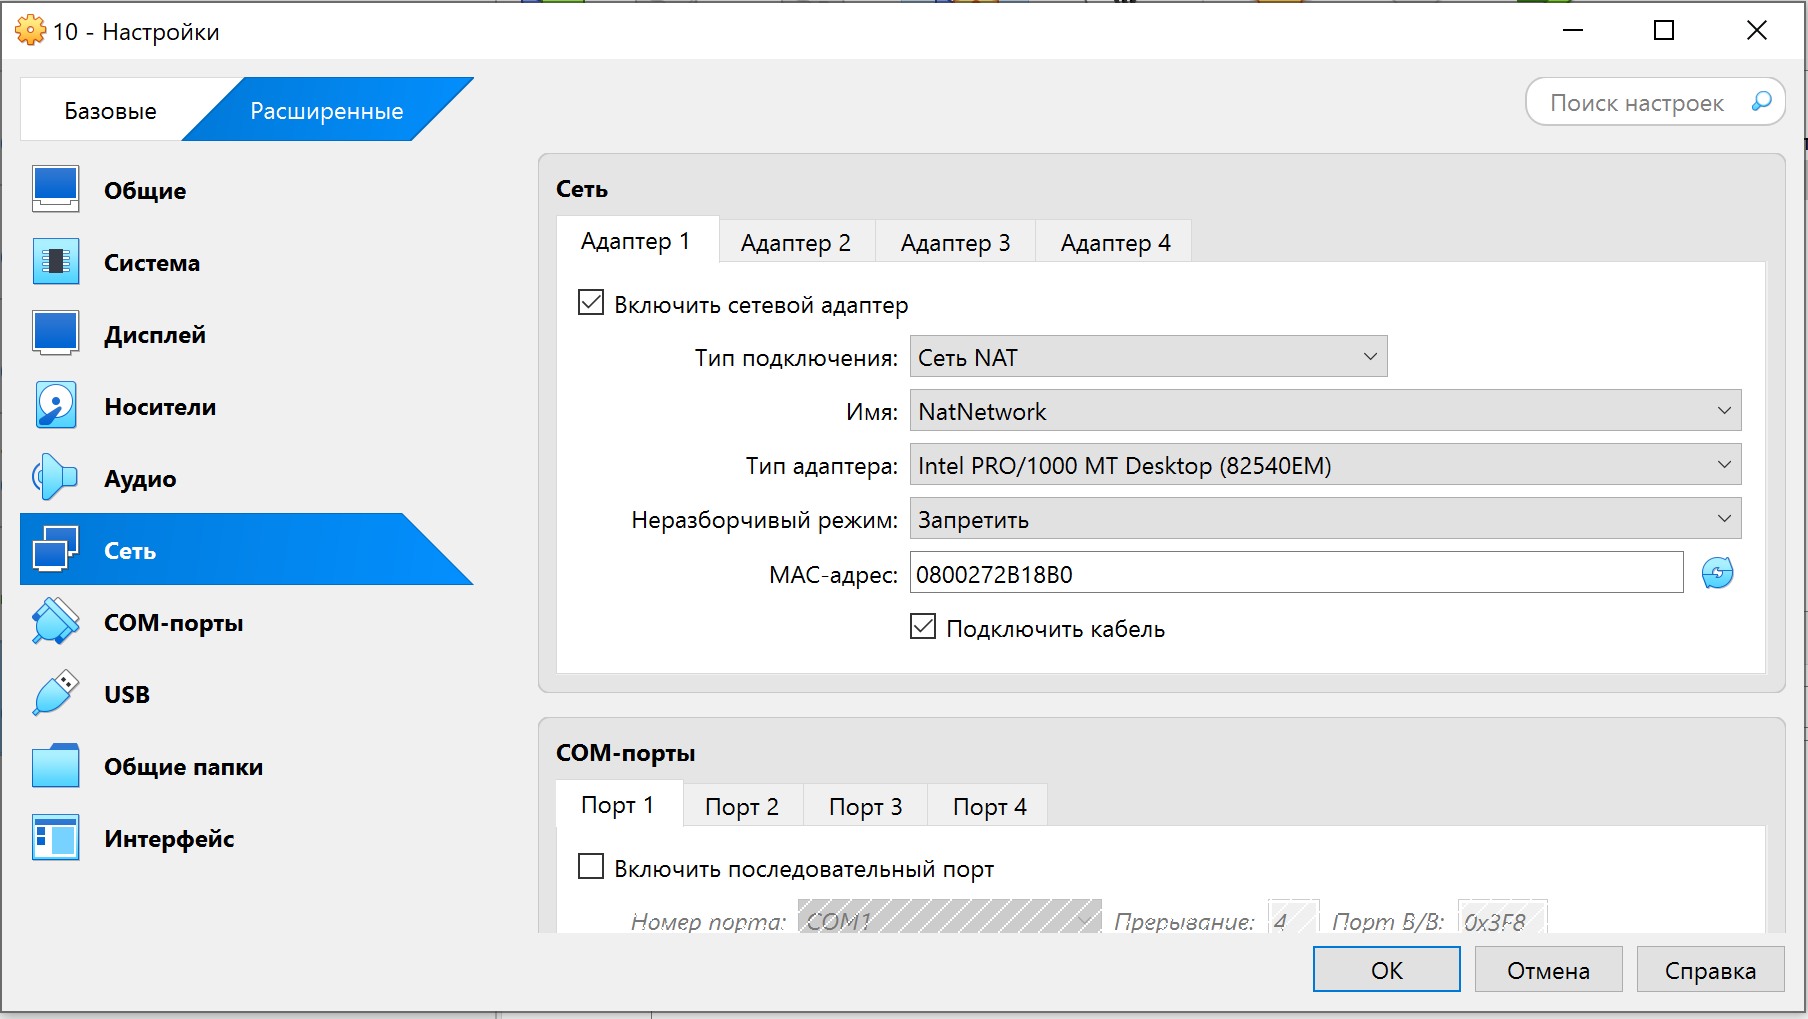 10 - Настройки
Базовые
Расширенные
Поиск настроек
Общие
Система
Дисплей
Носители
Аудио
Сеть
COM-порты
USB
Общие папки
Интерфейс
Сеть
Адаптер 1
Адаптер 2
Адаптер 3
Адаптер 4
Включить сетевой адаптер
Тип подключения: Сеть NAT
Имя: NatNetwork
Тип адаптера: Intel PRO/1000 MT Desktop (82540EM)
Неразборчивый режим: Запретить
MAC-адрес: 0800272B18B0
Подключить кабель
COM-порты
Порт 1
Порт 2
Порт 3
Порт 4
Включить последовательный порт
Номер порта: COM1 Прерывание: 4 Порт В/В: 0x3F8
OK
Отмена
Справка